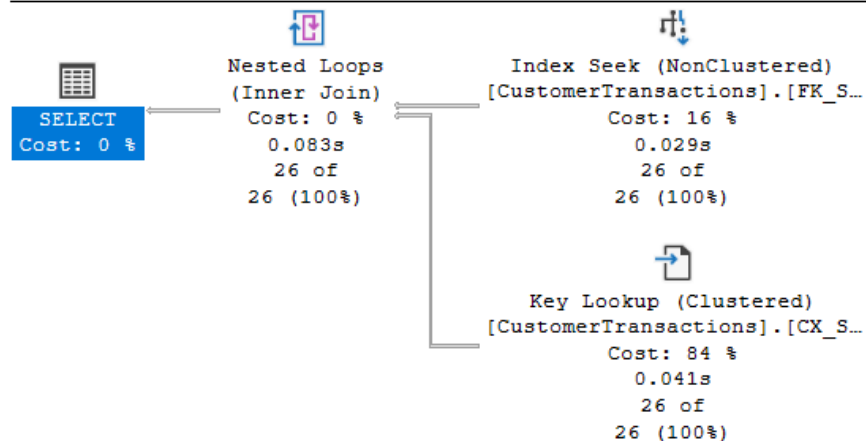 SELECT
Cost: 0 %
Nested Loops
(Inner Join)
Cost: 0 %
0.083s
26 of
26 (100%)
Index Seek (NonClustered)
[CustomerTransactions].[FK_S…
Cost: 16 %
0.029s
26 of
26 (100%)
Key Lookup (Clustered)
[CustomerTransactions].[CX_S…
Cost: 84 %
0.041s
26 of
26 (100%)